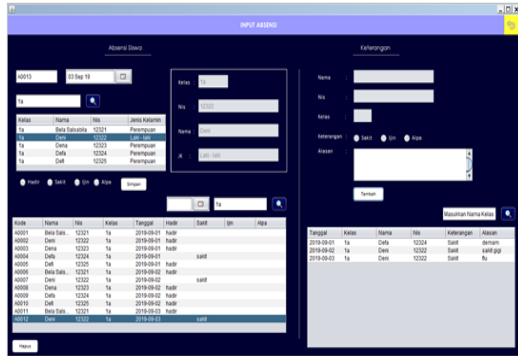 INPUT ABSENSI
Absensi Siswa
Keterangan
A0013 03 Sep 19
1a
Kelas Nama Nis Jenis Kelamin
1a Bela Salsabila 12321 Perempuan
1a Deni 12322 Laki - laki
1a Dena 12323 Perempuan
1a Defa 12324 Perempuan
1a Defi 12325 Perempuan
Hadir Sakit Ijin Alpa Simpan
Kelas : 1a
Nis : 12322
Nama : Deni
JK : Laki - laki
Nama :
Nis :
Kelas :
Keterangan : Sakit Ijin Alpa
Alasan :
Tambah
1a
Kode Nama Nis Kelas Tanggal Hadir Sakit Ijin Alpa
A0001 Bela Sals... 12321 1a 2019-09-01 hadir
A0002 Deni 12322 1a 2019-09-01 hadir
A0003 Dena 12323 1a 2019-09-01 hadir
A0004 Defa 12324 1a 2019-09-01 sakit
A0005 Defi 12325 1a 2019-09-01 hadir
A0006 Bela Sals... 12321 1a 2019-09-02 hadir
A0007 Deni 12322 1a 2019-09-02 sakit
A0008 Dena 12323 1a 2019-09-02 hadir
A0009 Defa 12324 1a 2019-09-02 hadir
A0010 Defi 12325 1a 2019-09-02 hadir
A0011 Bela Sals... 12321 1a 2019-09-03 hadir
A0012 Deni 12322 1a 2019-09-03 sakit
Hapus
Masukkan Nama Kelas
Tanggal Kelas Nama Nis Keterangan Alasan
2019-09-01 1a Defa 12324 Sakit demam
2019-09-02 1a Deni 12322 Sakit sakit gigi
2019-09-03 1a Deni 12322 Sakit flu